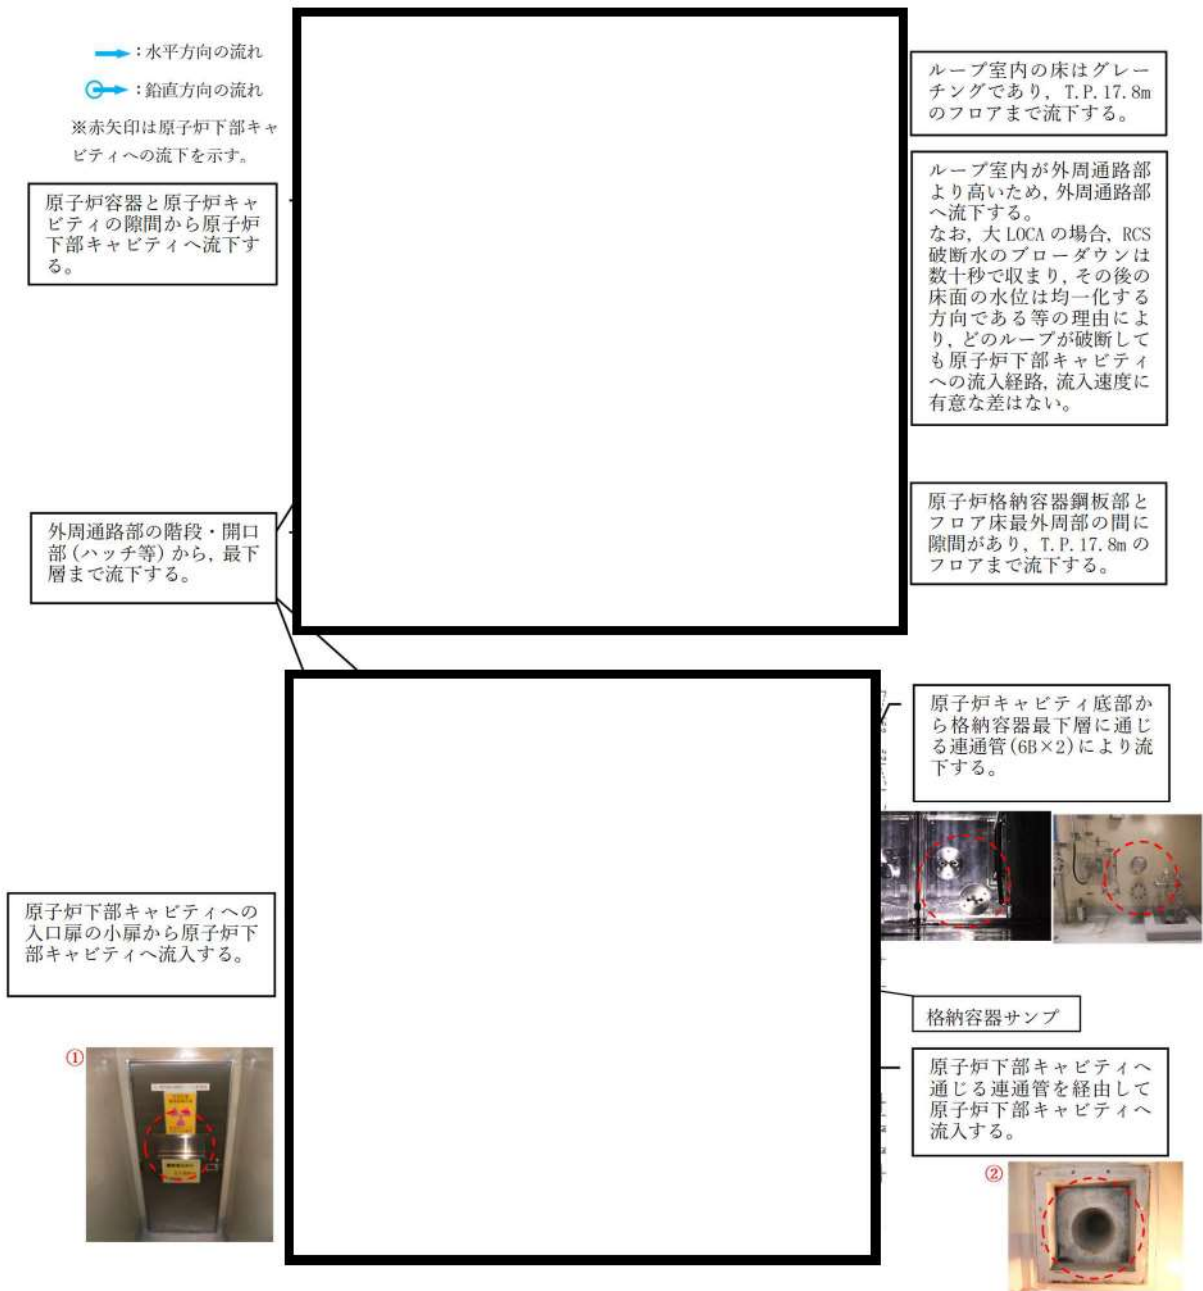 ：水平方向の流れ
：鉛直方向の流れ
※赤矢印は原子炉下部キャ
ビティへの流下を示す。
原子炉容器と原子炉キャ
ビティの隙間から原子炉
下部キャビティへ流下す
る。
外周通路部の階段・開口
部(ハッチ等)から，最下
層まで流下する。
原子炉下部キャビティへの
入口扉の小扉から原子炉下
部キャビティへ流入する。
①
ループ室内の床はグレー
チングであり，T.P.17.8m
のフロアまで流下する。
ループ室内が外周通路部
より高いため，外周通路部
へ流下する。
なお，大LOCAの場合，RCS
破断水のブローダウンは
数十秒で収まり，その後の
床面の水位は均一化する
方向である等の理由によ
り，どのループが破断して
も原子炉下部キャビティ
への流入経路，流入速度に
有意な差はない。
原子炉格納容器鋼板部と
フロア床最外周部の間に
隙間があり，T.P.17.8mの
フロアまで流下する。
原子炉キャビティ底部か
ら格納容器最下層に通じ
る連通管(6B×2)により流
下する。
格納容器サンプ
原子炉下部キャビティへ
通じる連通管を経由して
原子炉下部キャビティへ
流入する。
②